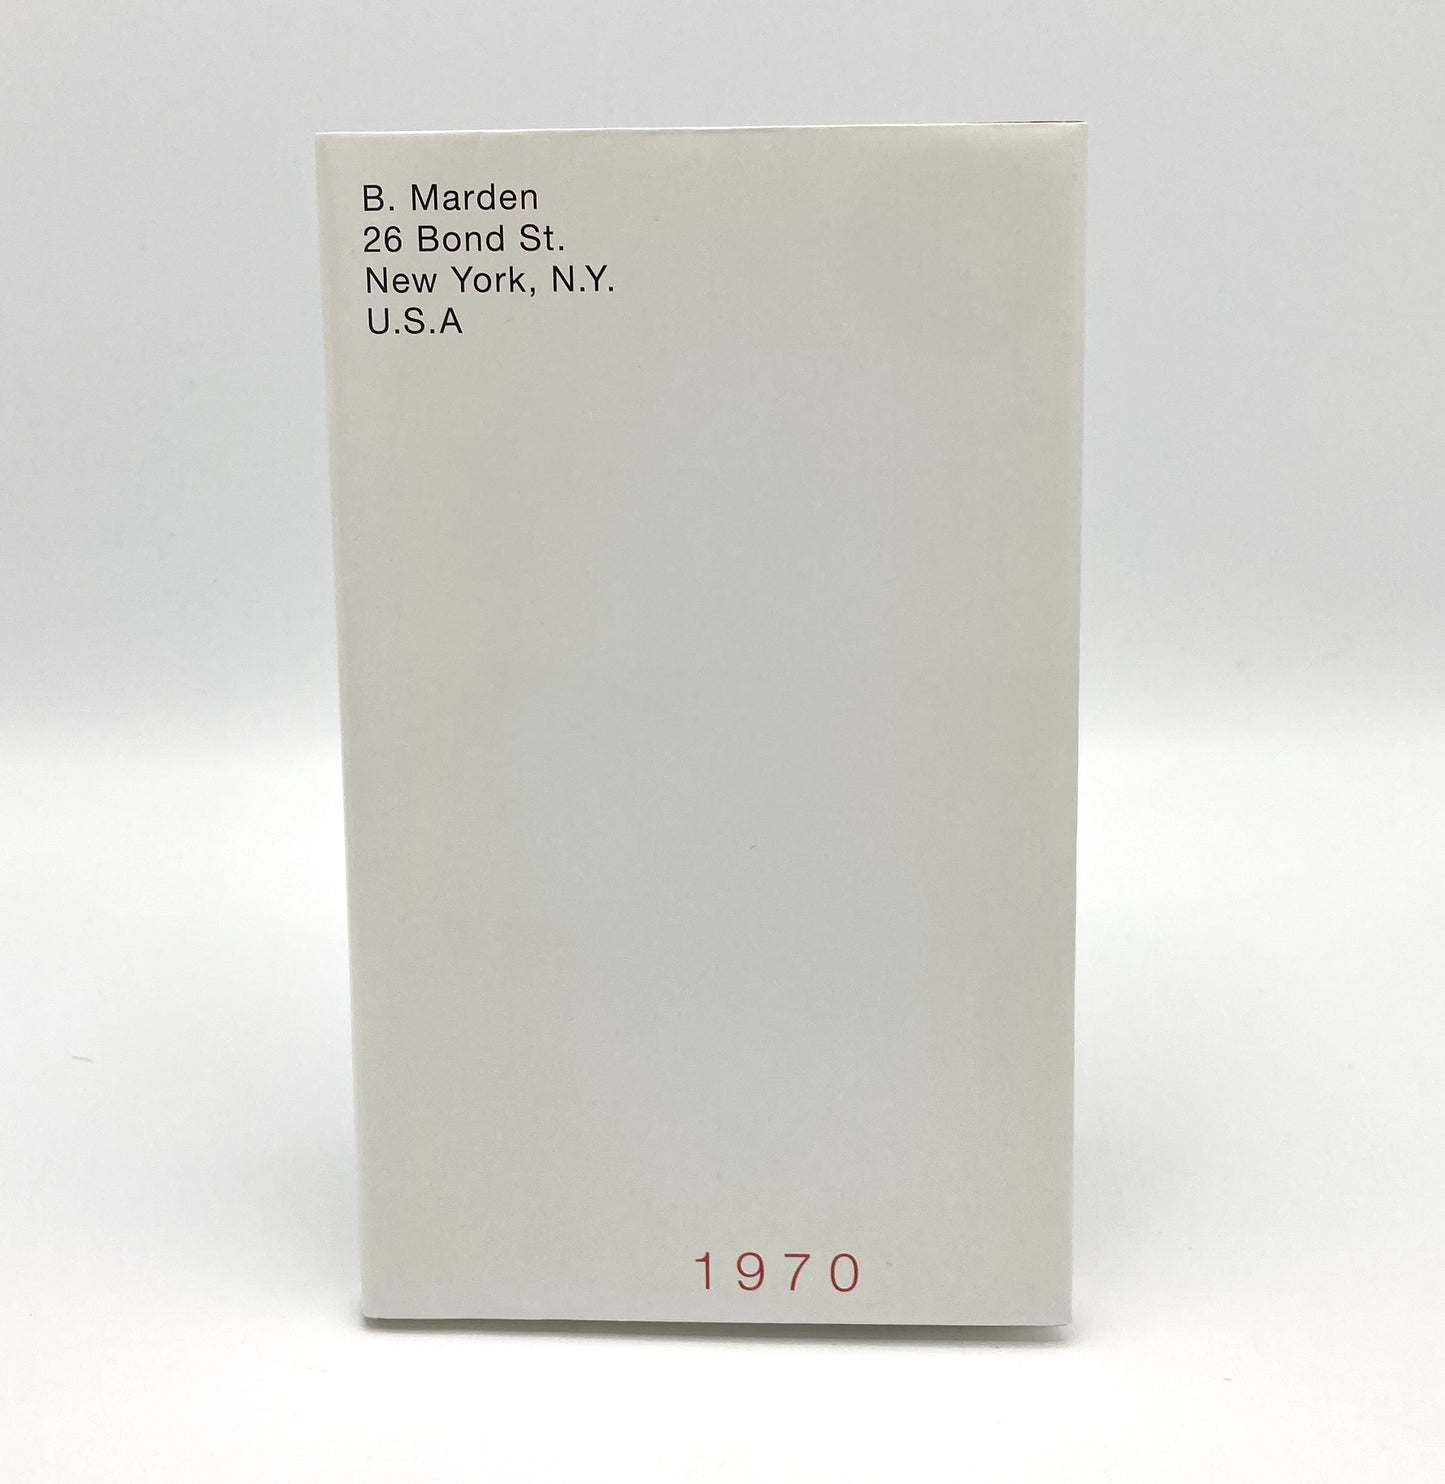 B. Marden
26 Bond St.
New York, N.Y.
U.S.A
1970